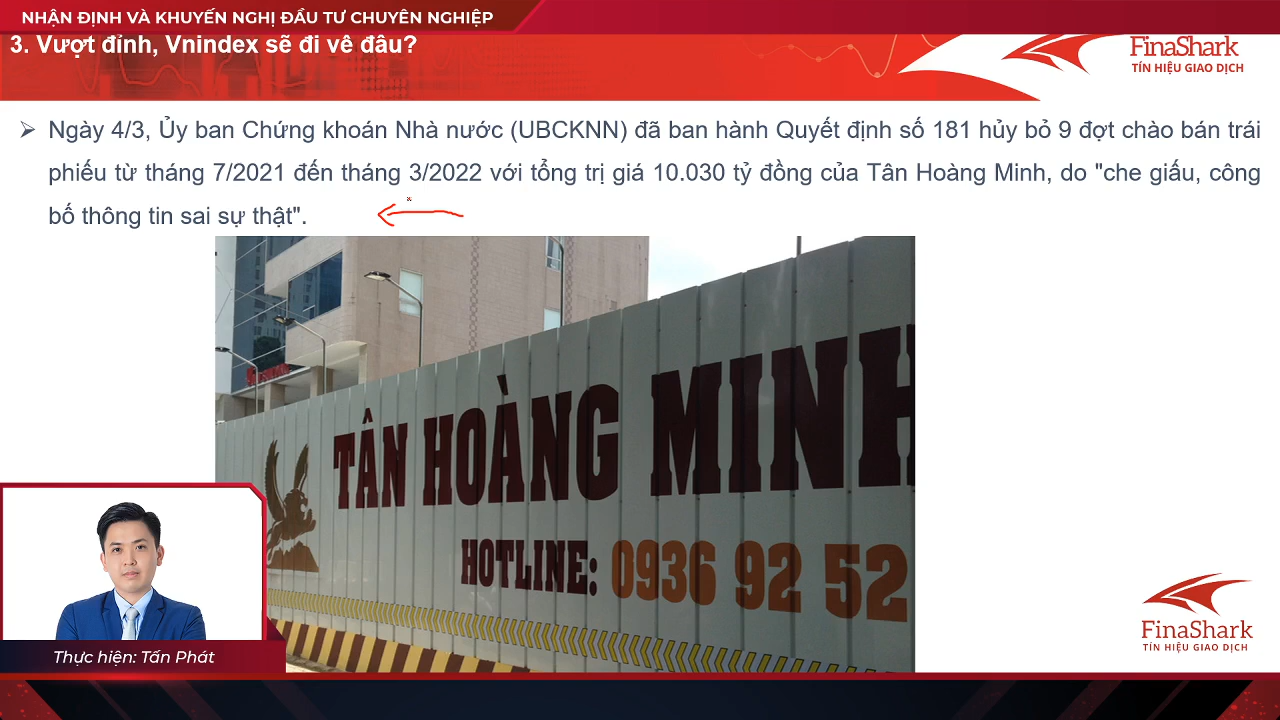 NHẬN ĐỊNH VÀ KHUYẾN NGHỊ ĐẦU TƯ CHUYÊN NGHIỆP
3. Vượt đỉnh, Vnindex sẽ đi về đâu?
FinaShark
TÍN HIỆU GIAO DỊCH
Ngày 4/3, Ủy ban Chứng khoán Nhà nước (UBCKNN) đã ban hành Quyết định số 181 hủy bỏ 9 đợt chào bán trái
phiếu từ tháng 7/2021 đến tháng 3/2022 với tổng trị giá 10.030 tỷ đồng của Tân Hoàng Minh, do "che giấu, công
bố thông tin sai sự thật".
TÂN HOÀNG MINH
HOTLINE: 0936 92 52
Thực hiện: Tấn Phát
FinaShark
TÍN HIỆU GIAO DỊCH